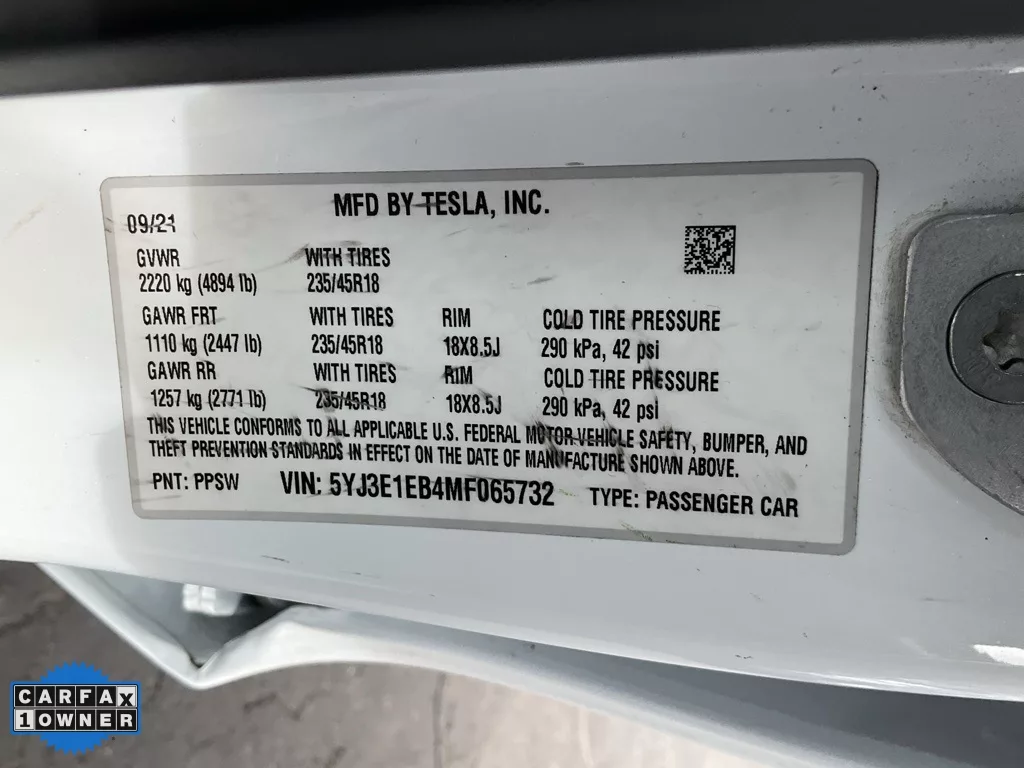 MFD BY TESLA, INC.
09/21
GVWR WITH TIRES
2220 kg (4894 lb) 235/45R18
GAWR FRT WITH TIRES RIM COLD TIRE PRESSURE
1110 kg (2447 lb) 235/45R18 18X8.5J 290 kPa, 42 psi
GAWR RR WITH TIRES RIM COLD TIRE PRESSURE
1257 kg (2771 lb) 235/45R18 18X8.5J 290 kPa, 42 psi
THIS VEHICLE CONFORMS TO ALL APPLICABLE U.S. FEDERAL MOTOR VEHICLE SAFETY, BUMPER, AND
THEFT PREVENTION STANDARDS IN EFFECT ON THE DATE OF MANUFACTURE SHOWN ABOVE.
PNT: PPSW VIN: 5YJ3E1EB4MF065732 TYPE: PASSENGER CAR
CARFAX
1 OWNER